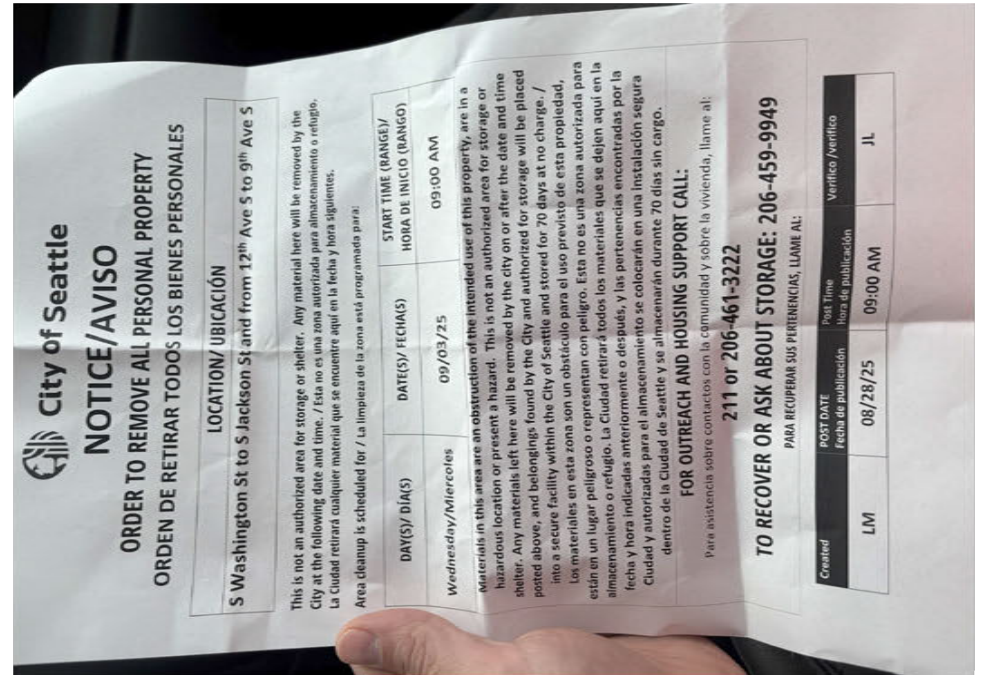 City of Seattle
NOTICE/AVISO
ORDER TO REMOVE ALL PERSONAL PROPERTY
ORDEN DE RETIRAR TODOS LOS BIENES PERSONALES
LOCATION/ UBICACIÓN
S Washington St to S Jackson St and from 12th Ave S to 9th Ave S
This is not an authorized area for storage or shelter. Any material here will be removed by the
City at the following date and time. / Esta no es una zona autorizada para almacenamiento o refugio.
La Ciudad retirará cualquier material que se encuentre aquí en la fecha y hora siguientes.
Area cleanup is scheduled for / La limpieza de la zona está programada para:
DAY(S)/ DÍA(S) DATE(S)/ FECHA(S) START TIME (RANGE)/
HORA DE INICIO (RANGO)
Wednesday/Miercoles 09/03/25 09:00 AM
Materials in this area are an obstruction of the intended use of this property, are in a
hazardous location or present a hazard. This is not an authorized area for storage or
shelter. Any materials left here will be removed by the city on or after the date and time
posted above, and belongings found by the City and authorized for storage will be placed
into a secure facility within the City of Seattle and stored for 70 days at no charge. /
Los materiales en esta zona son un obstáculo para el uso previsto de esta propiedad,
están en un lugar peligroso o representan con peligro. Esta no es una zona autorizada para
almacenamiento o refugio. La Ciudad retirará todos los materiales que se dejen aquí en la
fecha y hora indicadas anteriormente o después, y las pertenencias encontradas por la
Ciudad y autorizadas para el almacenamiento se colocarán en una instalación segura
dentro de la Ciudad de Seattle y se almacenarán durante 70 días sin cargo.
FOR OUTREACH AND HOUSING SUPPORT CALL:
Para asistencia sobre contactos con la comunidad y sobre la vivienda, llame al:
211 or 206-461-3222
TO RECOVER OR ASK ABOUT STORAGE: 206-459-9949
PARA RECUPERAR SUS PERTENENCIAS, LLAME AL:
Created POST DATE Post Time Verifico /verifico
Fecha de publicación Hora de publicación
LM 08/28/25 09:00 AM JL